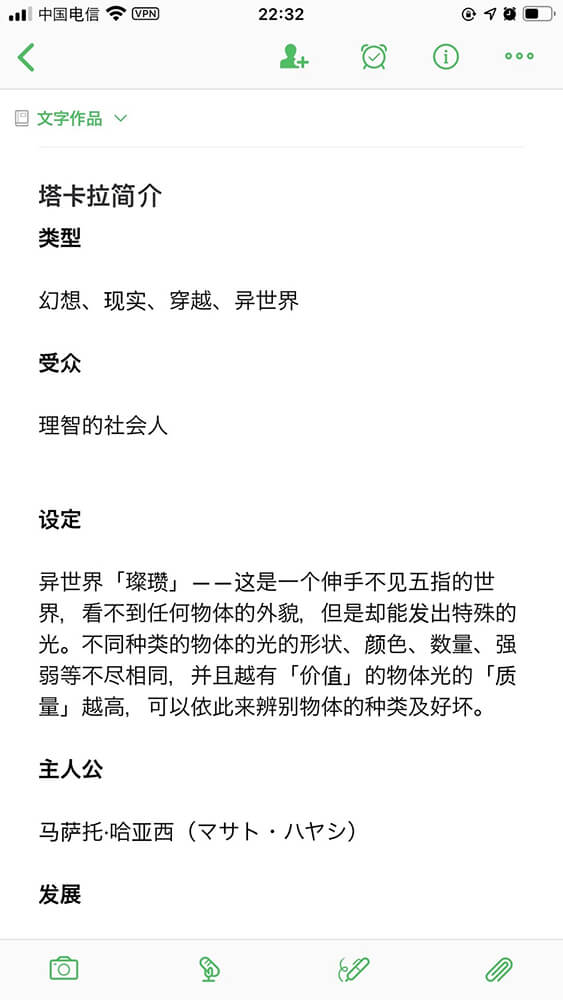 中国电信 VPN 22:32
文字作品
塔卡拉简介
类型
幻想、现实、穿越、异世界
受众
理智的社会人
设定
异世界「璨瓒」——这是一个伸手不见五指的世
界，看不到任何物体的外貌，但是却能发出特殊的
光。不同种类的物体的光的形状、颜色、数量、强
弱等不尽相同，并且越有「价值」的物体光的「质
量」越高，可以依此来辨别物体的种类及好坏。
主人公
马萨托·哈亚西（マサト・ハヤシ）
发展